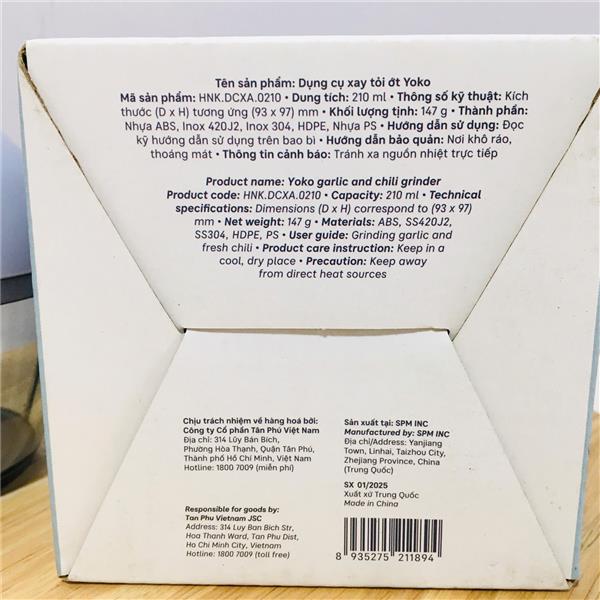 Tên sản phẩm: Dụng cụ xay tỏi ớt Yoko
Mã sản phẩm: HNK.DCXA.0210 • Dung tích: 210 ml • Thông số kỹ thuật: Kích
thước (D x H) tương ứng (93 x 97) mm • Khối lượng tịnh: 147 g • Thành phần:
Nhựa ABS, Inox 420J2, Inox 304, HDPE, Nhựa PS • Hướng dẫn sử dụng: Đọc
kỹ hướng dẫn sử dụng trên bao bì • Hướng dẫn bảo quản: Nơi khô ráo,
thoáng mát • Thông tin cảnh báo: Tránh xa nguồn nhiệt trực tiếp
Product name: Yoko garlic and chili grinder
Product code: HNK.DCXA.0210 • Capacity: 210 ml • Technical
specifications: Dimensions (D x H) correspond to (93 x 97)
mm • Net weight: 147 g • Materials: ABS, SS420J2,
SS304, HDPE, PS • User guide: Grinding garlic and
fresh chili • Product care instruction: Keep in a
cool, dry place • Precaution: Keep away
from direct heat sources
Chịu trách nhiệm về hàng hoá bởi:
Công ty Cổ phần Tân Phú Việt Nam
Địa chỉ: 314 Lũy Bán Bích,
Phường Hòa Thạnh, Quận Tân Phú,
Thành phố Hồ Chí Minh, Việt Nam
Hotline: 1800 7009 (miễn phí)
Responsible for goods by:
Tan Phu Vietnam JSC
Address: 314 Luy Ban Bich Str,
Hoa Thanh Ward, Tan Phu Dist,
Ho Chi Minh City, Vietnam
Hotline: 1800 7009 (toll free)
Sản xuất tại: SPM INC
Manufactured by: SPM INC
Địa chỉ/Address: Yanjiang
Town, Linhai, Taizhou City,
Zhejiang Province, China
(Trung Quốc)
SX 01/2025
Xuất xứ Trung Quốc
Made in China
8 935275 211894